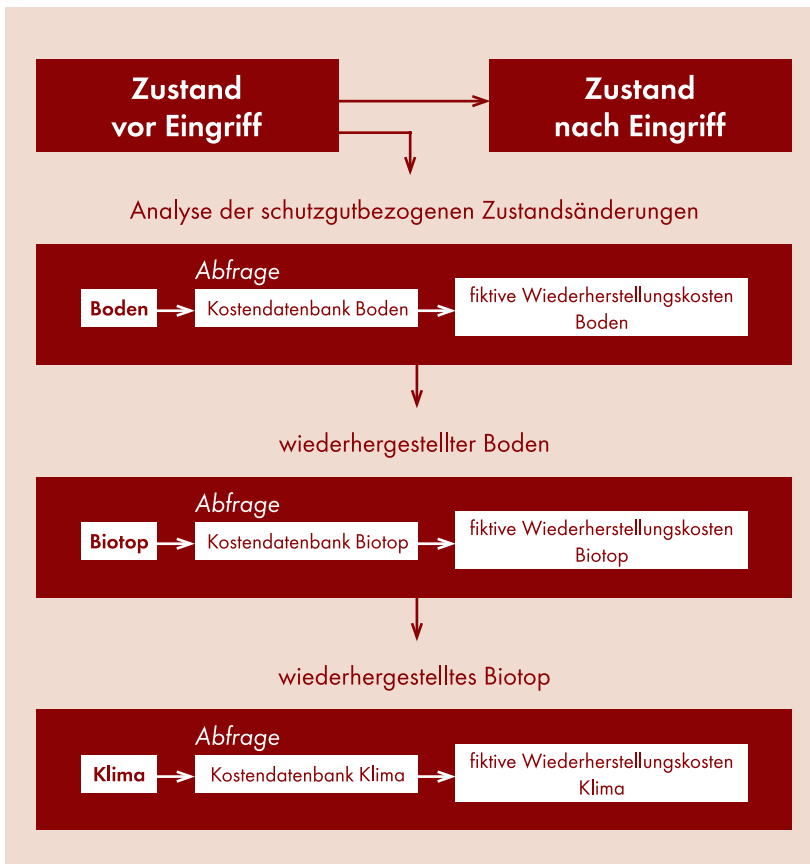 Zustand
vor Eingriff
Zustand
nach Eingriff
Analyse der schutzgutbezogenen Zustandsänderungen
Abfrage
Boden
Kostendatenbank Boden
fiktive Wiederherstellungskosten
Boden
wiederhergestellter Boden
Abfrage
Biotop
Kostendatenbank Biotop
fiktive Wiederherstellungskosten
Biotop
wiederhergestelltes Biotop
Abfrage
Klima
Kostendatenbank Klima
fiktive Wiederherstellungskosten
Klima